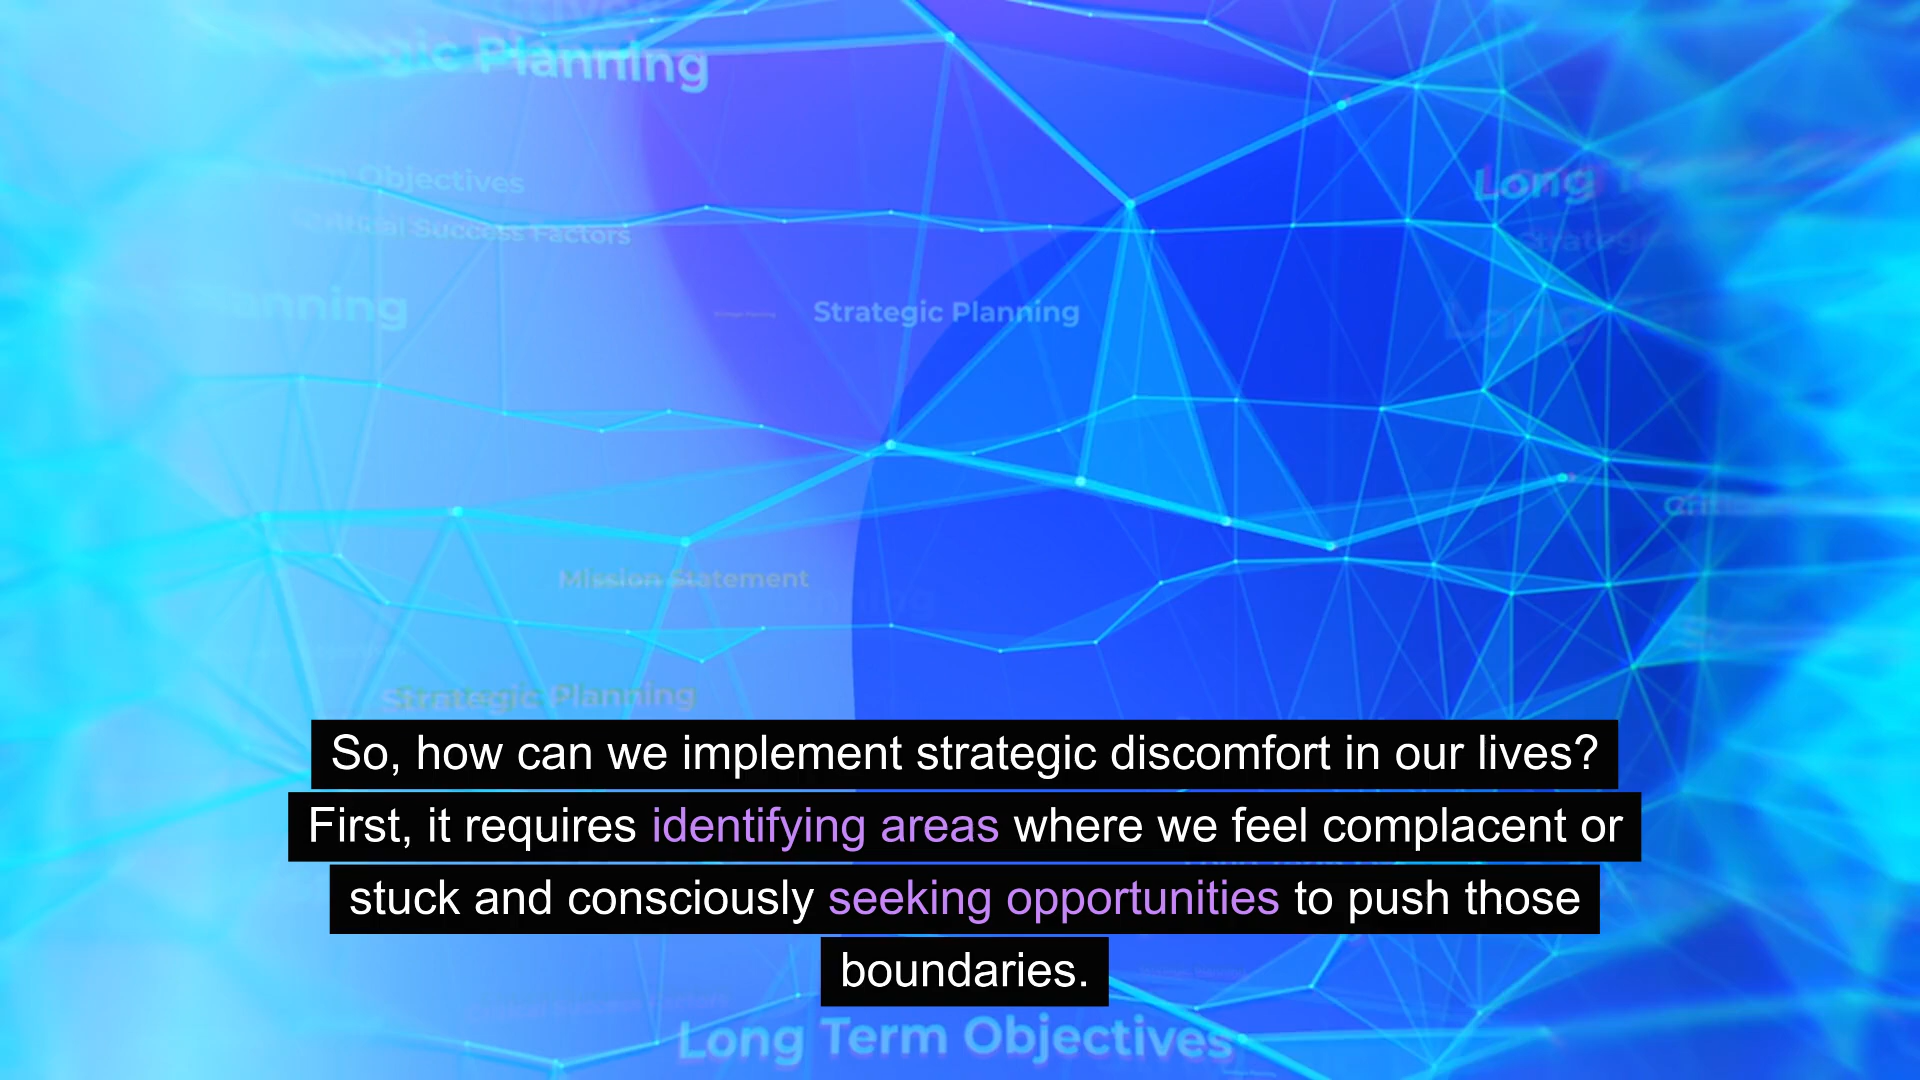 Planning
Objectives
Success Factors
Long
Strategic Planning
Mission Statement
Strategic Planning
So, how can we implement strategic discomfort in our lives?
First, it requires identifying areas where we feel complacent or
stuck and consciously seeking opportunities to push those
boundaries.
Long Term Objectives